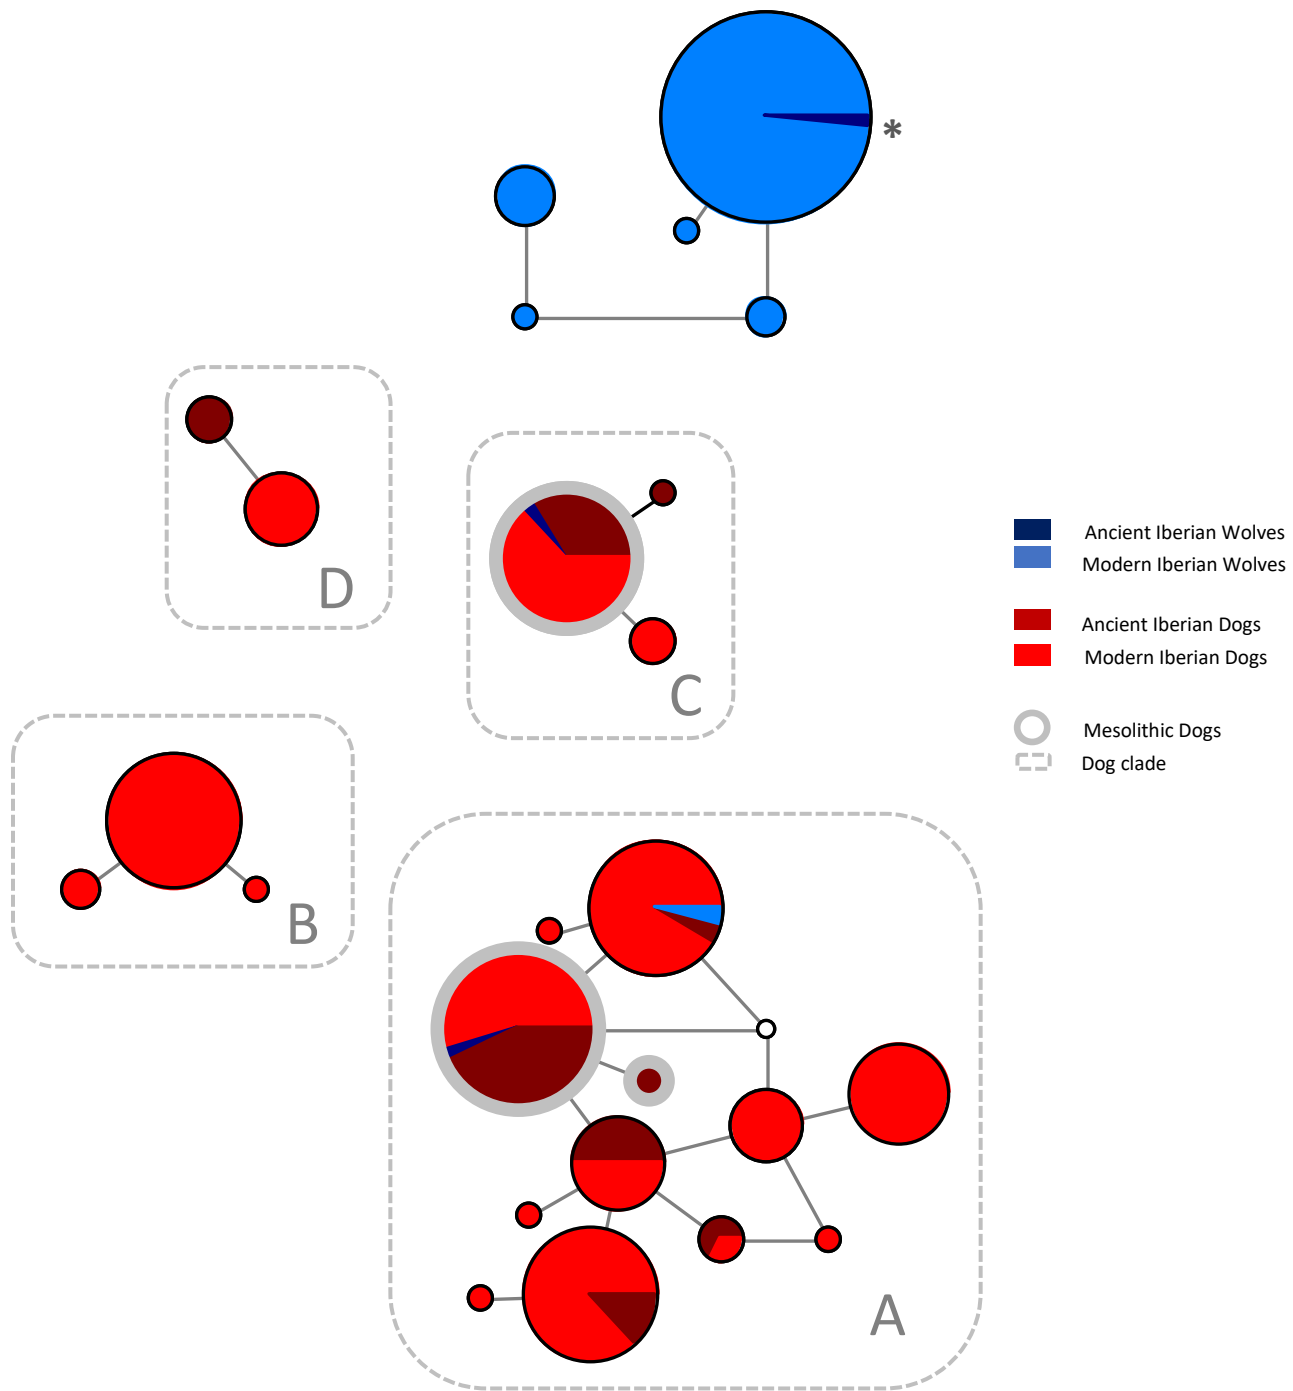 *
D
C
Ancient Iberian Wolves
Modern Iberian Wolves
Ancient Iberian Dogs
Modern Iberian Dogs
Mesolithic Dogs
Dog clade
B
A